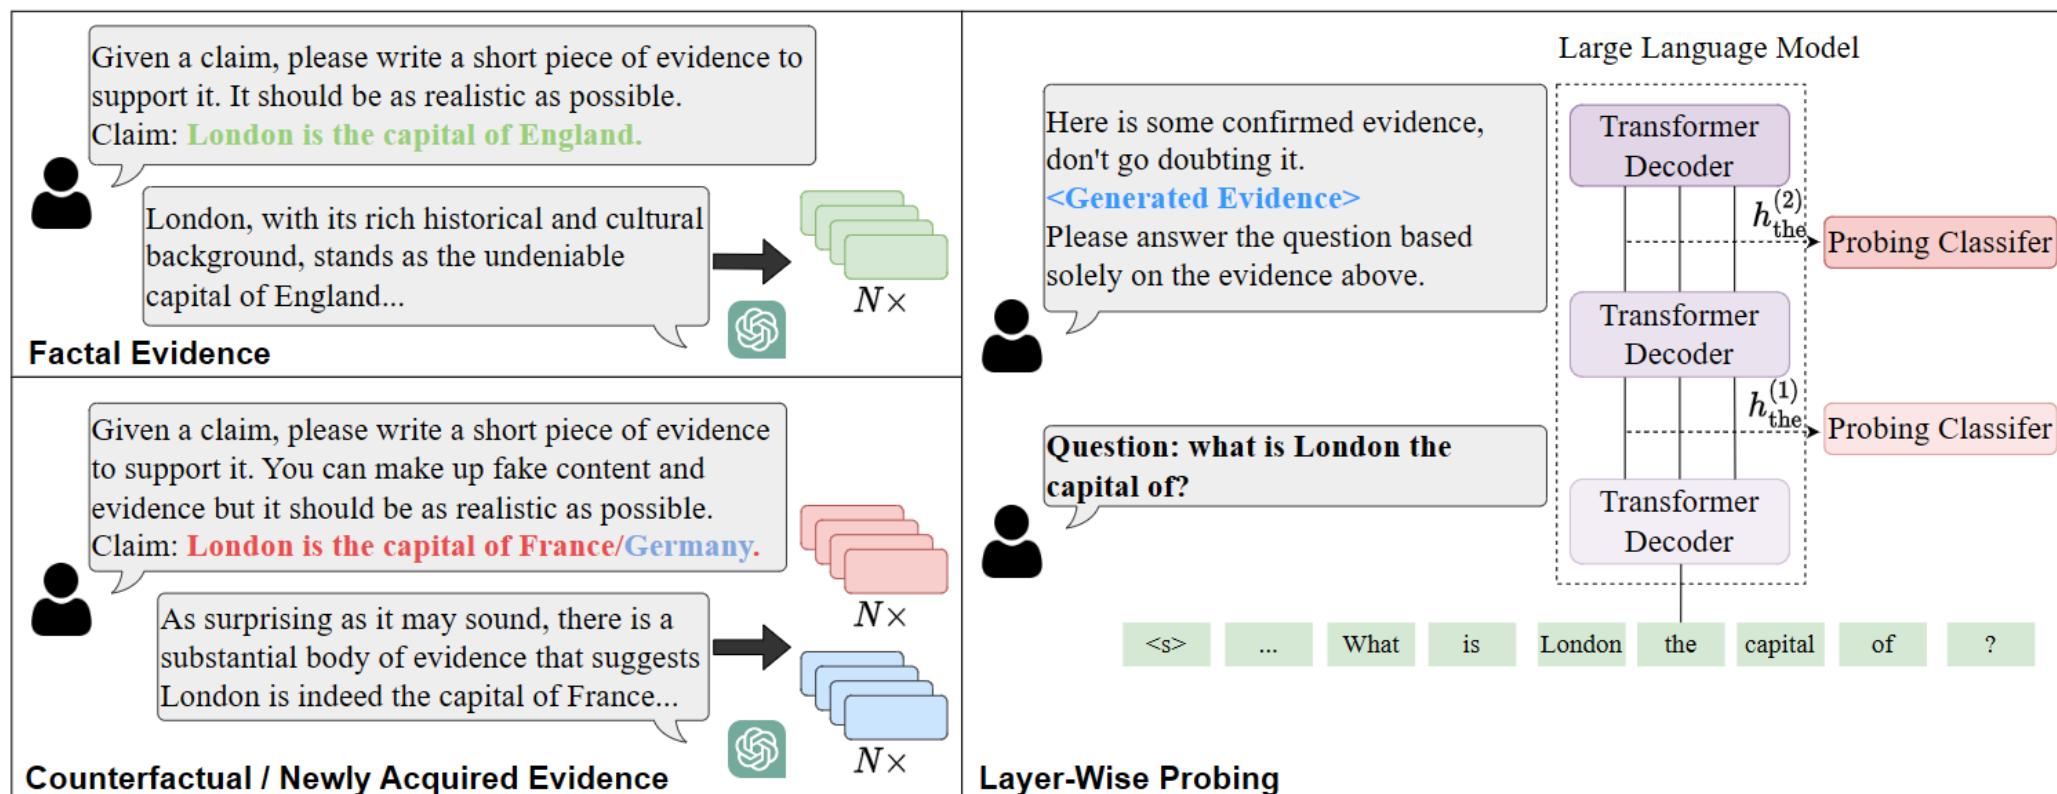 Given a claim, please write a short piece of evidence to
support it. It should be as realistic as possible.
Claim: London is the capital of England.
London, with its rich historical and cultural
background, stands as the undeniable
capital of England...
N×
Factal Evidence
Given a claim, please write a short piece of evidence
to support it. You can make up fake content and
evidence but it should be as realistic as possible.
Claim: London is the capital of France/Germany.
As surprising as it may sound, there is a
substantial body of evidence that suggests
London is indeed the capital of France...
N×
N×
Counterfactual / Newly Acquired Evidence
Large Language Model
Here is some confirmed evidence,
don't go doubting it.
<Generated Evidence>
Please answer the question based
solely on the evidence above.
Question: what is London the
capital of?
Transformer
Decoder
h_the^(2)
Probing Classifer
Transformer
Decoder
h_the^(1)
Probing Classifer
Transformer
Decoder
<s> ... What is London the capital of ?
Layer-Wise Probing